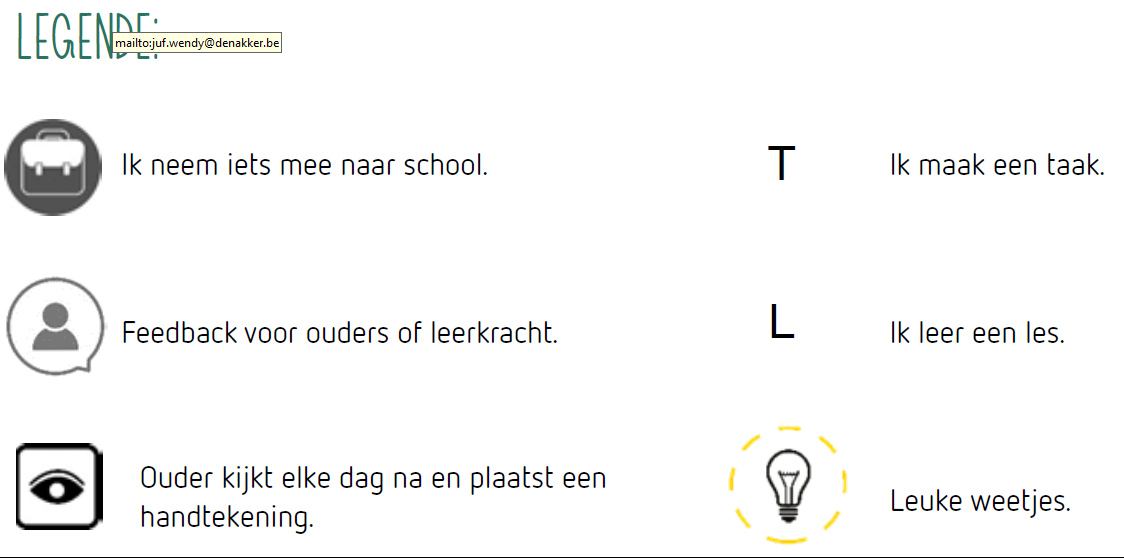 LEGENDE:
mailto:juf.wendy@denakker.be
Ik neem iets mee naar school.
T
Ik maak een taak.
Feedback voor ouders of leerkracht.
L
Ik leer een les.
Ouder kijkt elke dag na en plaatst een
handtekening.
Leuke weetjes.